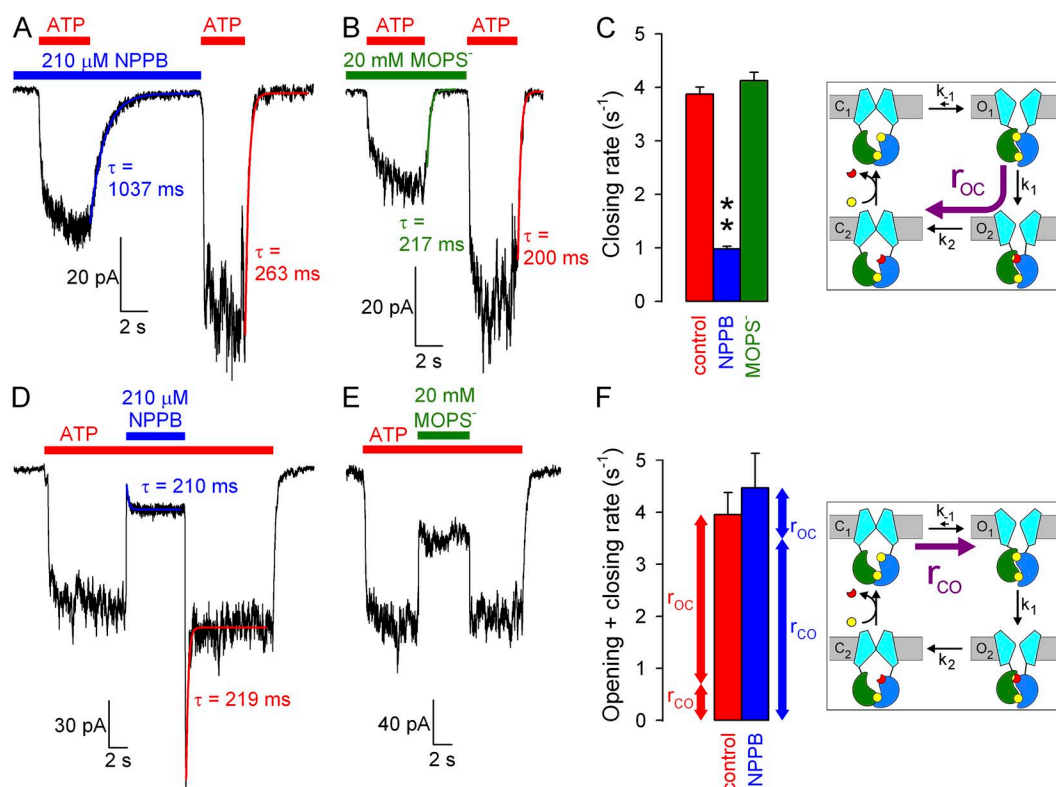 A
ATP
ATP
210 μM NPPB
τ =
1037 ms
τ =
263 ms
20 pA
2 s
B
ATP
ATP
20 mM MOPS⁻
τ =
217 ms
τ =
200 ms
20 pA
2 s
C
Closing rate (s⁻¹)
5
4
3
2
1
0
**
control
NPPB
MOPS⁻
C₁
k₋₁
O₁
r_OC
k₁
C₂
k₂
O₂
D
210 μM
NPPB
ATP
τ = 210 ms
τ = 219 ms
30 pA
2 s
E
20 mM
MOPS⁻
ATP
40 pA
2 s
F
Opening + closing rate (s⁻¹)
5
4
3
2
1
0
r_OC
r_CO
r_OC
r_CO
control
NPPB
C₁
k₋₁
O₁
r_CO
k₁
C₂
k₂
O₂